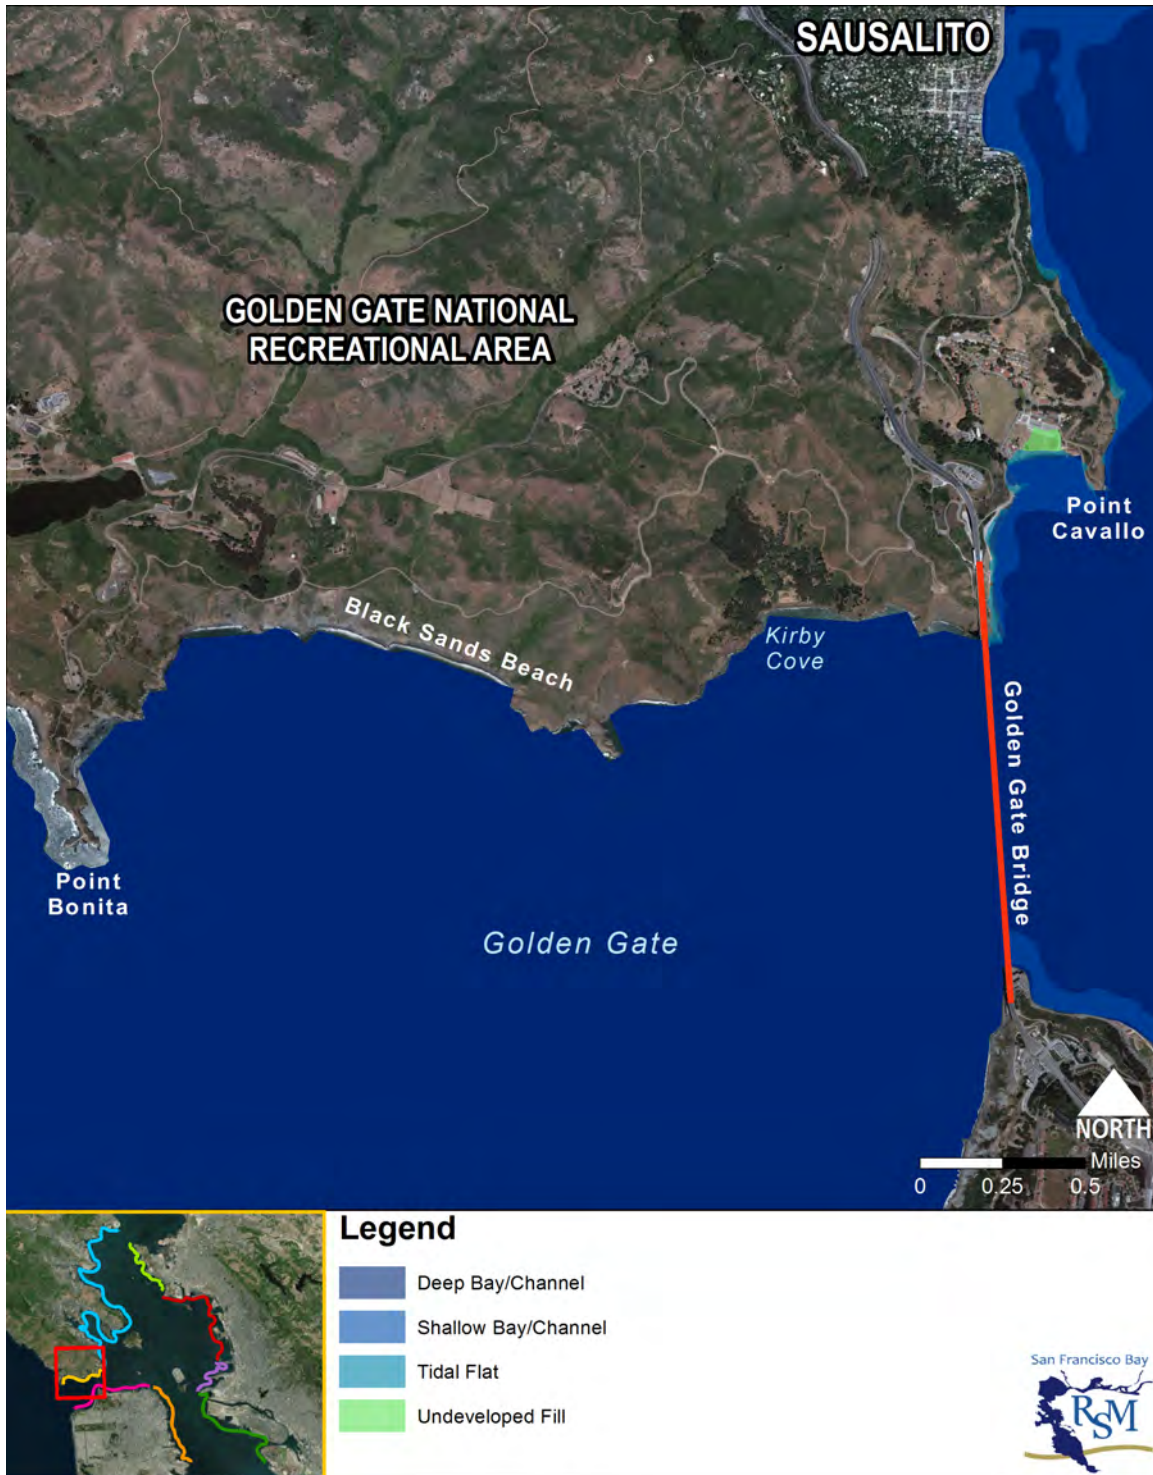 SAUSALITO
GOLDEN GATE NATIONAL
RECREATIONAL AREA
Point
Cavallo
Black Sands Beach
Kirby
Cove
Golden Gate Bridge
Point
Bonita
Golden Gate
NORTH
Miles
0 0.25 0.5
Legend
Deep Bay/Channel
Shallow Bay/Channel
Tidal Flat
Undeveloped Fill
San Francisco Bay
RSM